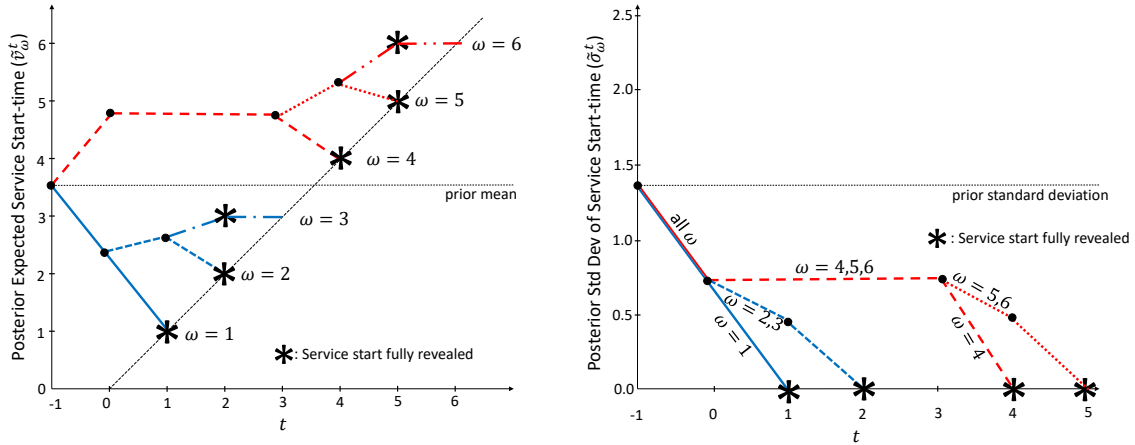 Posterior Expected Service Start-time (ṽ_ω^t)
6
5
4
3
2
1
0
-1
0
1
2
3
4
5
6
t
ω = 6
ω = 5
ω = 4
prior mean
ω = 3
ω = 2
ω = 1
: Service start fully revealed
Posterior Std Dev of Service Start-time (σ̃_ω^t)
2.5
2.0
1.5
1.0
0.5
0.0
-1
0
1
2
3
4
5
t
prior standard deviation
: Service start fully revealed
all ω
ω = 4,5,6
ω = 5,6
ω = 2,3
ω = 1
ω = 4